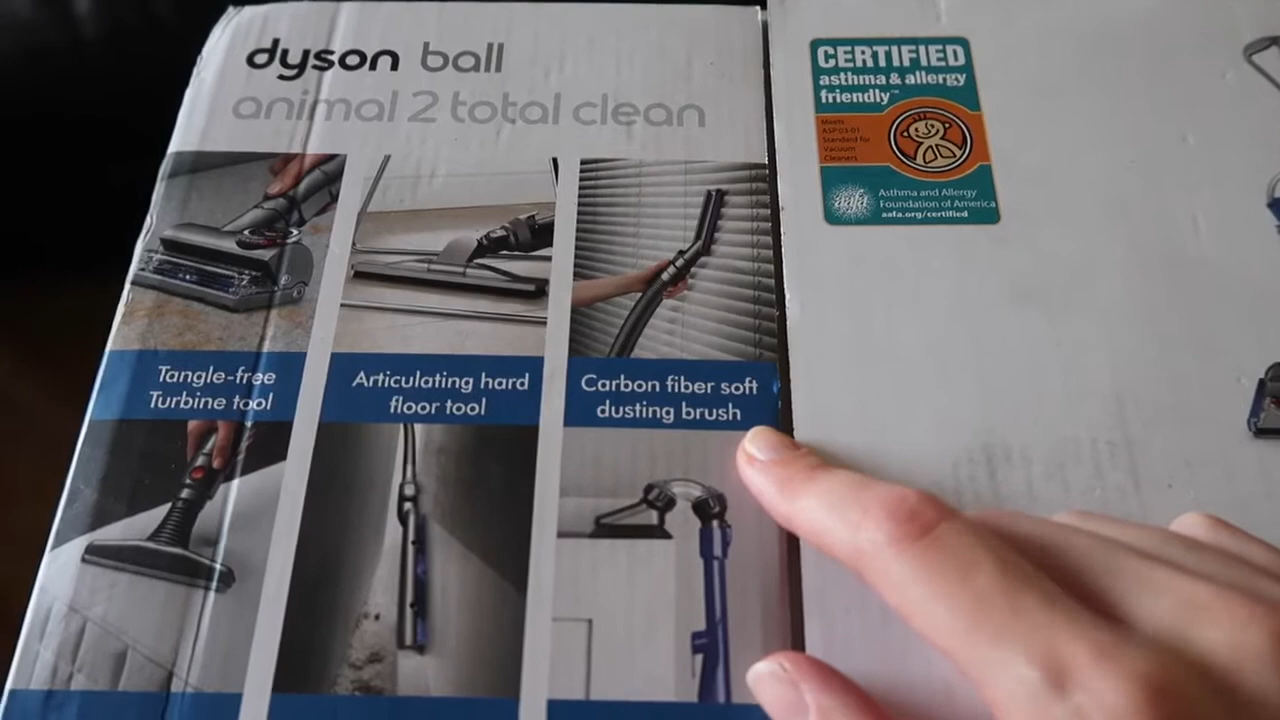 dyson ball
animal 2 total clean
Tangle-free
Turbine tool
Articulating hard
floor tool
Carbon fiber soft
dusting brush
CERTIFIED
asthma & allergy
friendly™
Meets
ASP:03-01
Standard for
Vacuum
Cleaners
aafa
Asthma and Allergy
Foundation of America
aafa.org/certified